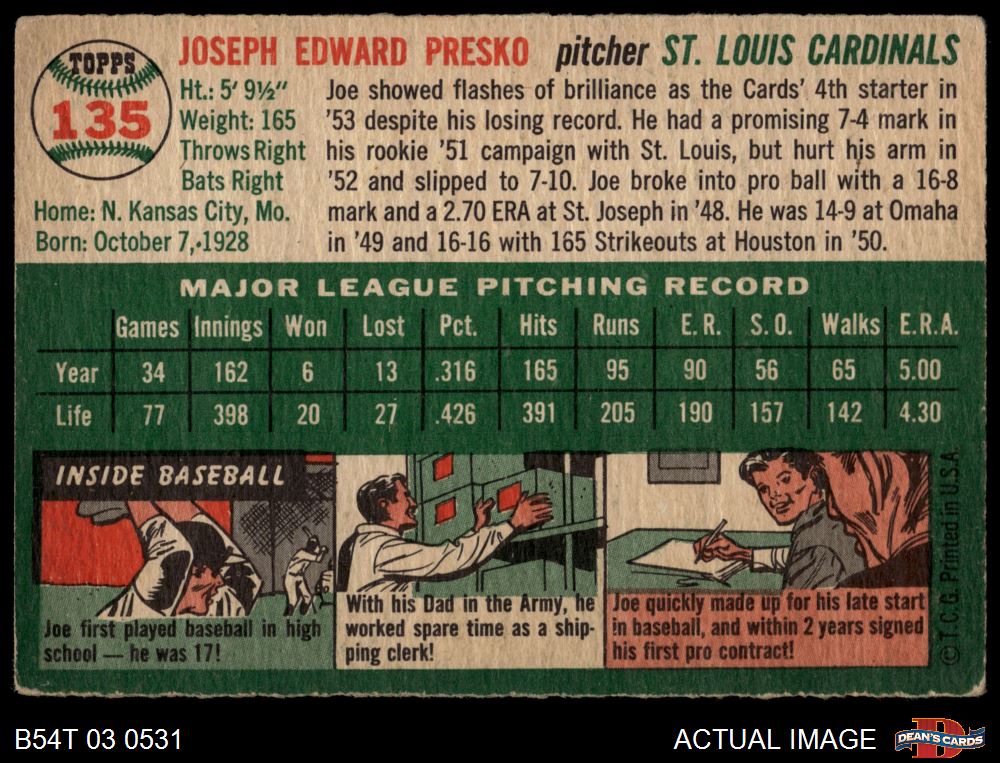 TOPPS
135
JOSEPH EDWARD PRESKO pitcher ST. LOUIS CARDINALS
Ht.: 5' 9½"
Weight: 165
Throws Right
Bats Right
Home: N. Kansas City, Mo.
Born: October 7, 1928
Joe showed flashes of brilliance as the Cards' 4th starter in
'53 despite his losing record. He had a promising 7-4 mark in
his rookie '51 campaign with St. Louis, but hurt his arm in
'52 and slipped to 7-10. Joe broke into pro ball with a 16-8
mark and a 2.70 ERA at St. Joseph in '48. He was 14-9 at Omaha
in '49 and 16-16 with 165 Strikeouts at Houston in '50.
MAJOR LEAGUE PITCHING RECORD
Games Innings Won Lost Pct. Hits Runs E.R. S.O. Walks E.R.A.
Year 34 162 6 13 .316 165 95 90 56 65 5.00
Life 77 398 20 27 .426 391 205 190 157 142 4.30
INSIDE BASEBALL
Joe first played baseball in high
school — he was 17!
With his Dad in the Army, he
worked spare time as a ship-
ping clerk!
Joe quickly made up for his late start
in baseball, and within 2 years signed
his first pro contract!
© T.C.G. Printed in U.S.A.
B54T 03 0531
ACTUAL IMAGE
DEAN'S CARDS